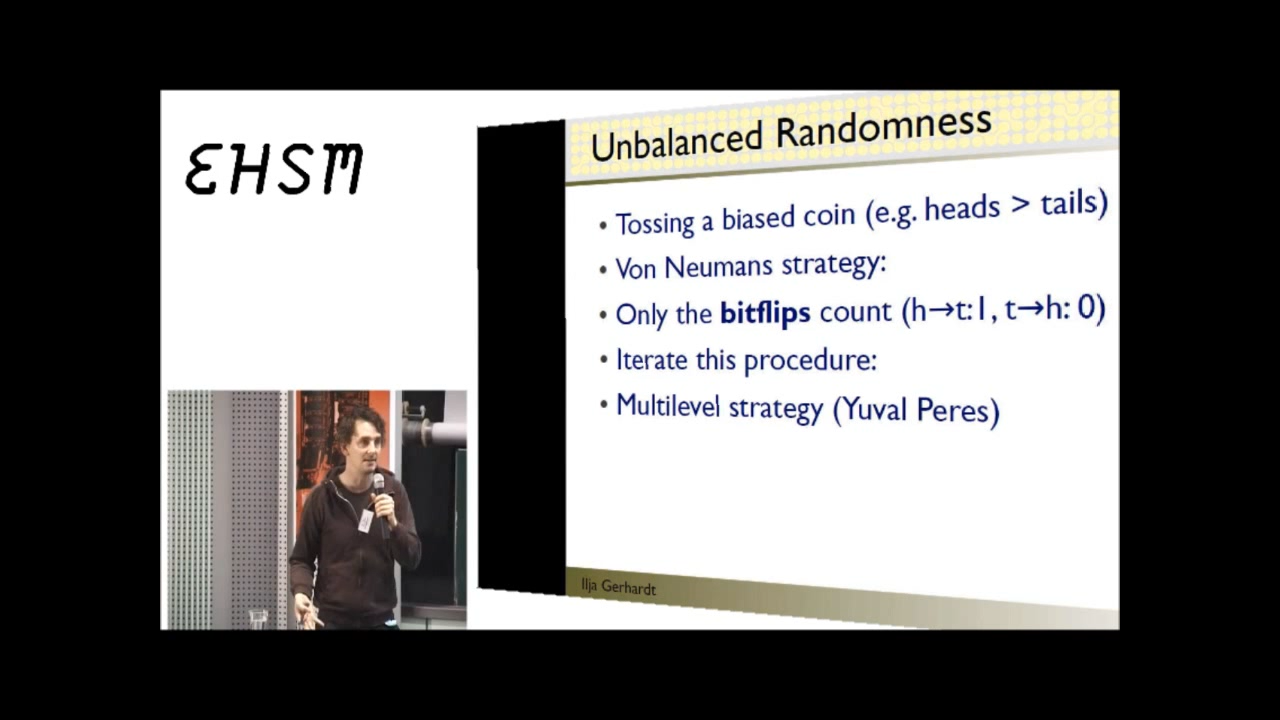 EHSM
Unbalanced Randomness
• Tossing a biased coin (e.g. heads > tails)
• Von Neumans strategy:
• Only the bitflips count (h→t:1, t→h: 0)
• Iterate this procedure:
• Multilevel strategy (Yuval Peres)
Ilja Gerhardt